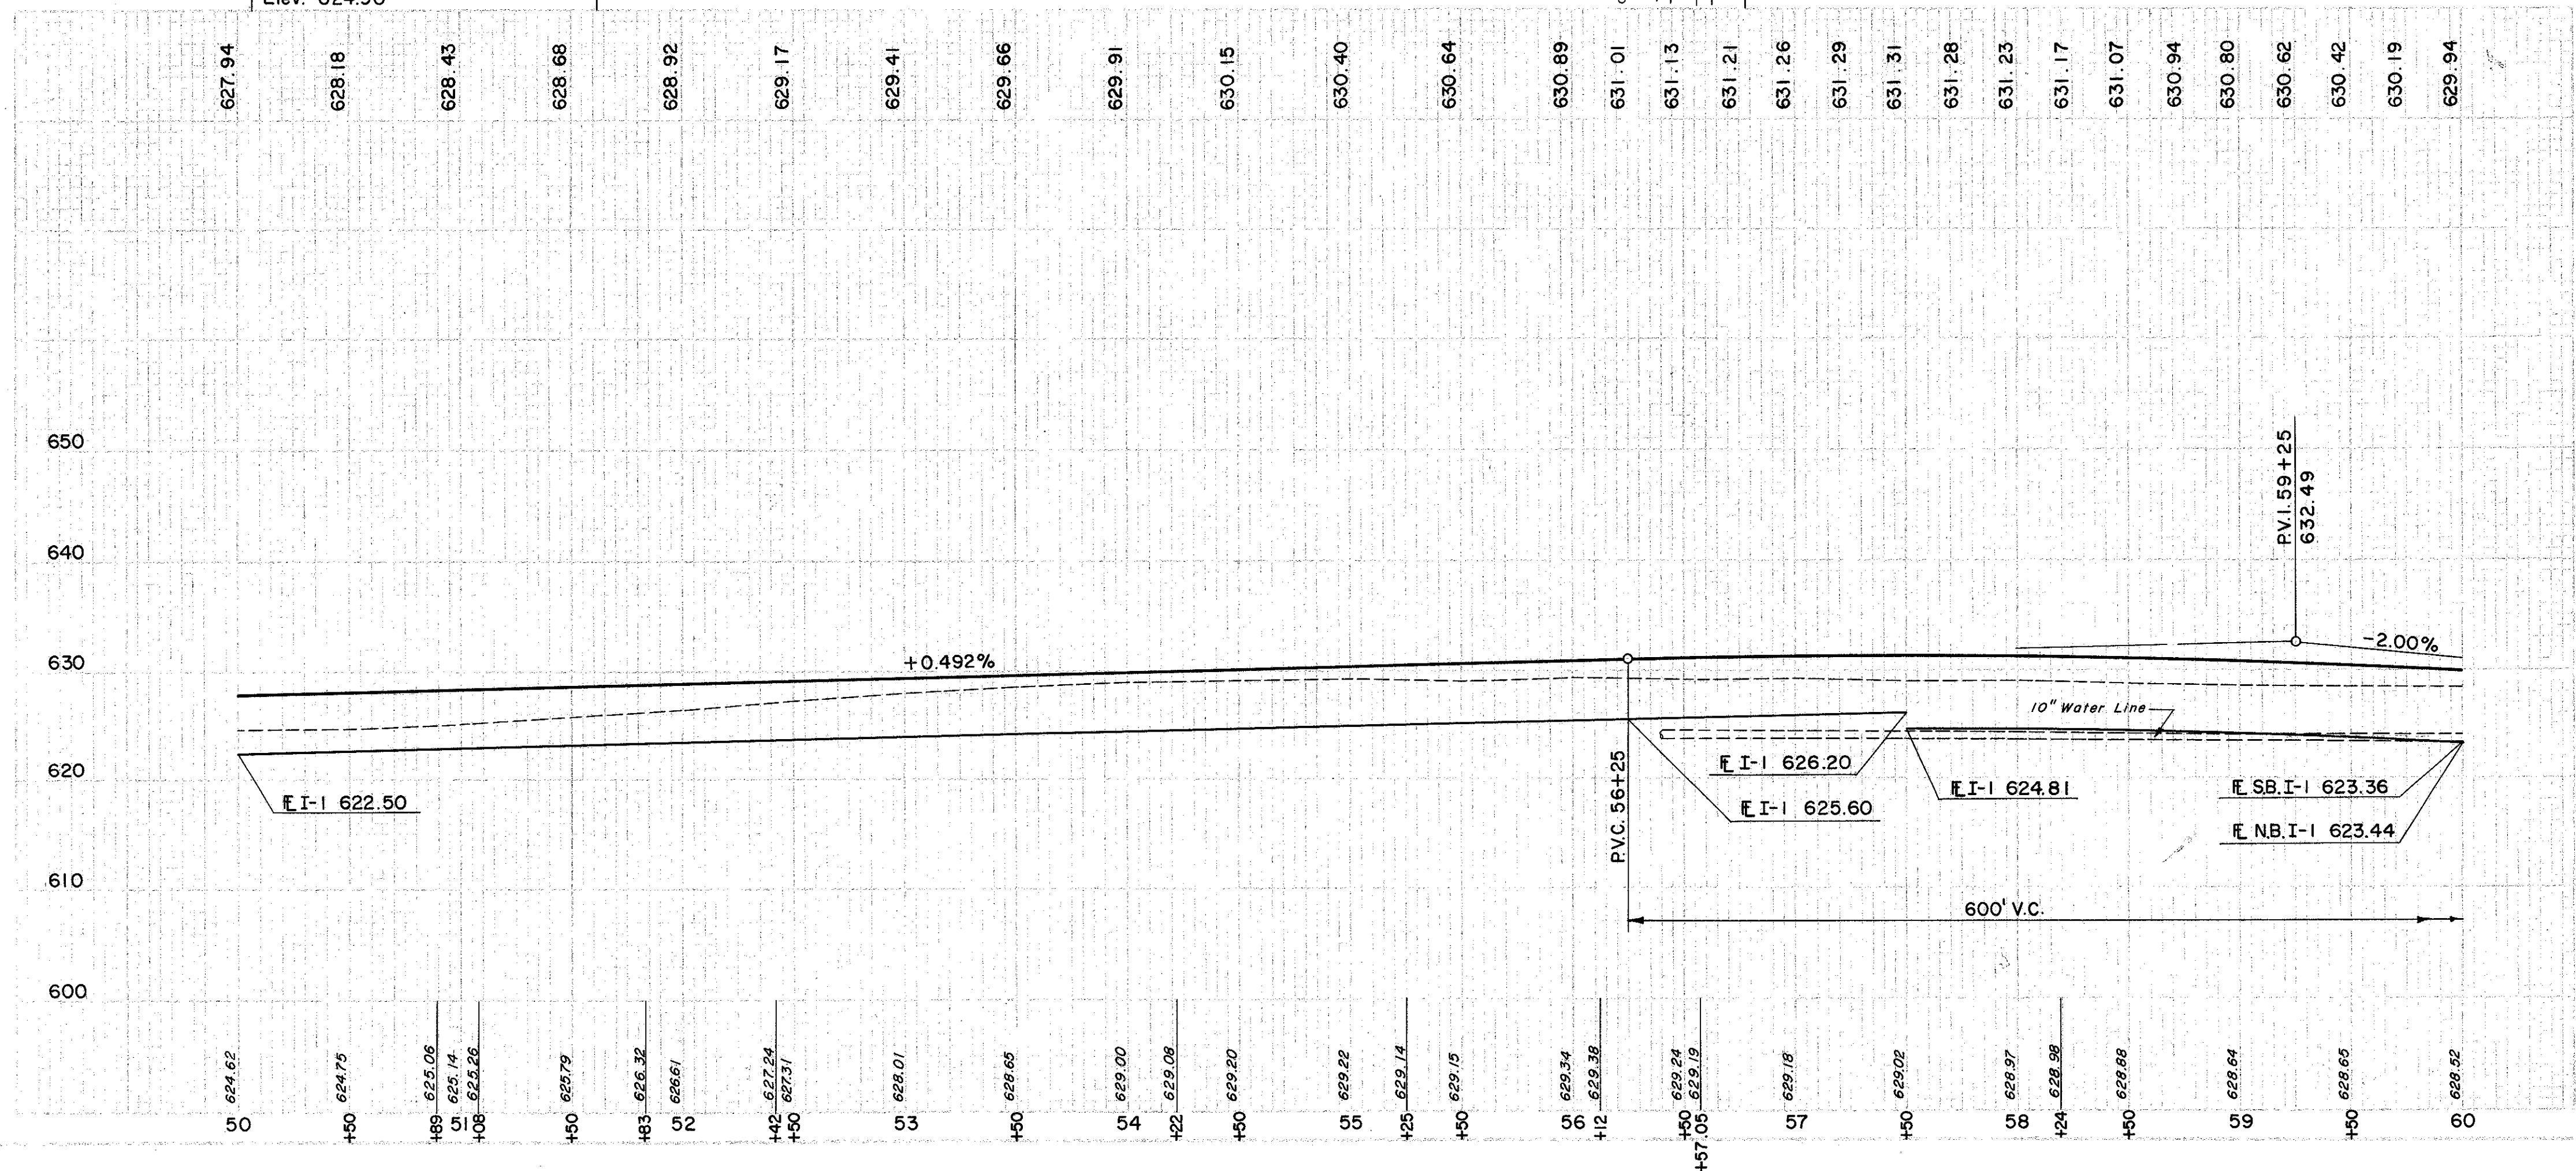 Elev. 624.90
627.94 628.18 628.43 628.68 628.92 629.17 629.41 629.66 629.91 630.15 630.40 630.64 630.89 631.01 631.13 631.21 631.26 631.29 631.31 631.28 631.23 631.17 631.07 630.94 630.80 630.62 630.42 630.19 629.94
650
640
630
620
610
600
P.V.I. 59+25
632.49
+0.492%
-2.00%
10" Water Line
FL I-1 622.50
P.V.C. 56+25
FL I-1 626.20
FL I-1 625.60
FL I-1 624.81
FL S.B. I-1 623.36
FL N.B. I-1 623.44
600' V.C.
624.62 624.75 625.06 625.14 625.26 625.79 626.32 626.61 627.24 627.31 628.01 628.65 629.00 629.08 629.20 629.22 629.14 629.15 629.34 629.38 629.24 629.19 629.18 629.02 628.97 628.98 628.88 628.64 628.65 628.52
50 +50 +89 51 +08 +50 +83 52 +42 +50 53 +50 54 +22 +50 55 +25 +50 56 +12 +50 +57.05 57 +50 58 +24 +50 59 +50 60